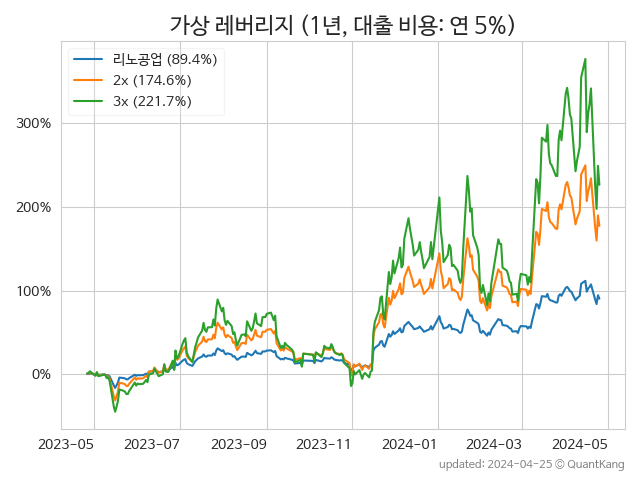 가상 레버리지 (1년, 대출 비용: 연 5%)
리노공업 (89.4%)
2x (174.6%)
3x (221.7%)
300%
200%
100%
0%
2023-05 2023-07 2023-09 2023-11 2024-01 2024-03 2024-05
updated: 2024-04-25 © QuantKang